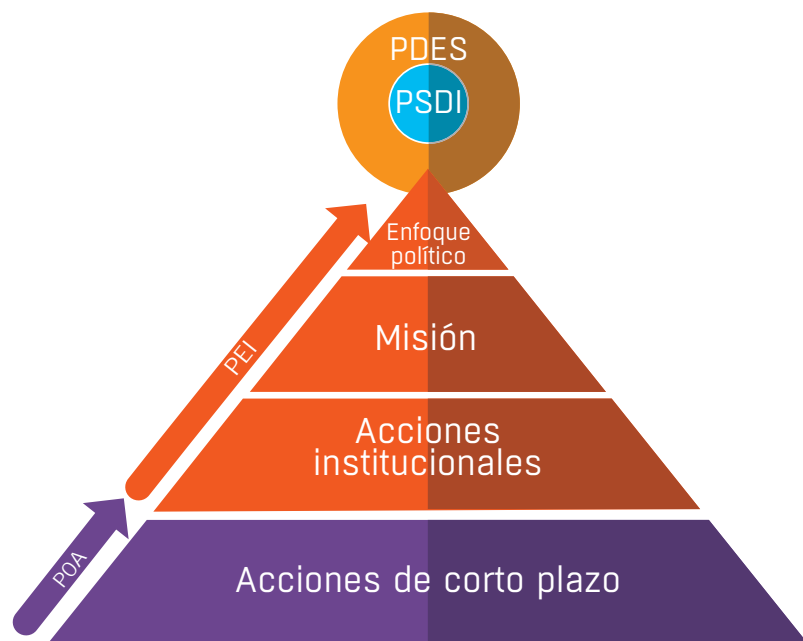 PDES
PSDI
Enfoque
político
Misión
PEI
Acciones
institucionales
POA
Acciones de corto plazo